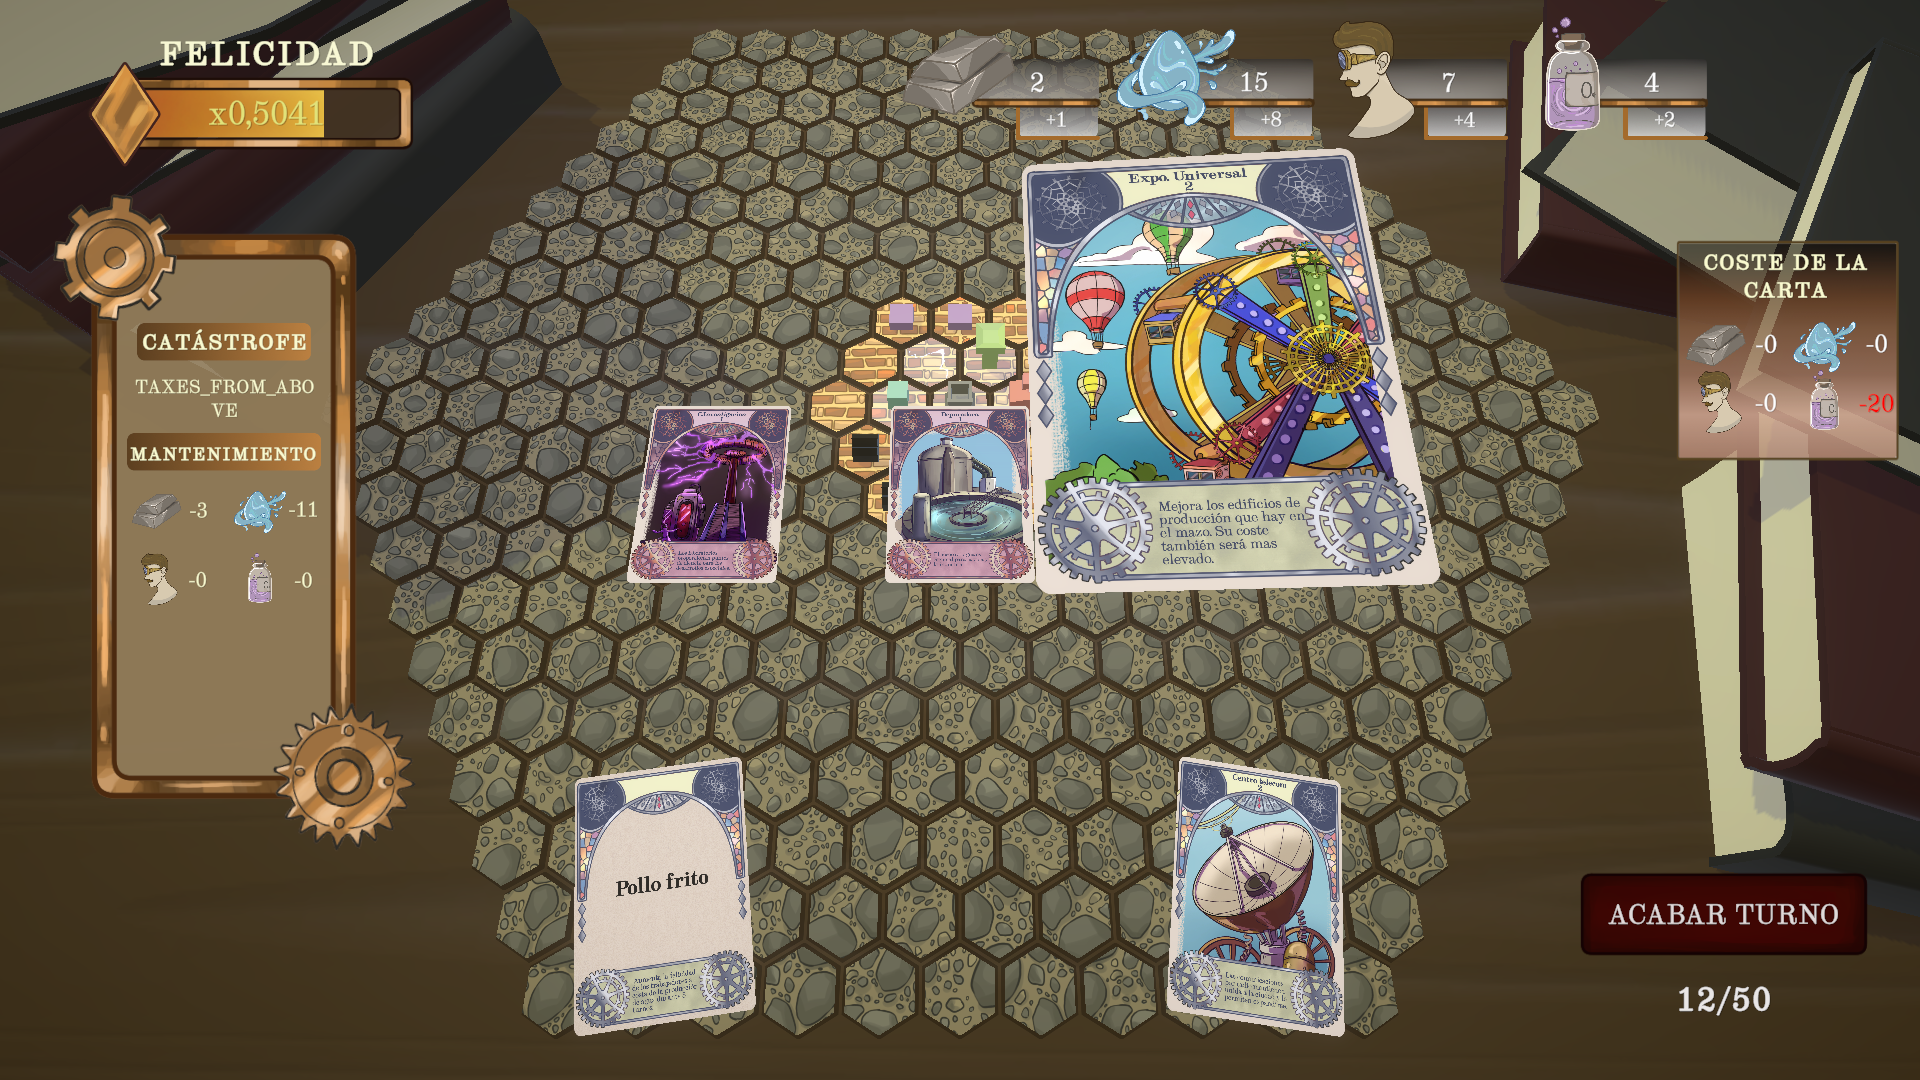 FELICIDAD
x0,5041
2
15
7
4
+1
+8
+4
+2
Expo. Universal
2
COSTE DE LA
CARTA
-0
-0
-0
-20
CATÁSTROFE
TAXES_FROM_ABO
VE
MANTENIMIENTO
-3
-11
-0
-0
Mejora los edificios de
producción que hay en
el mazo. Su coste
también será mas
elevado.
Pollo frito
ACABAR TURNO
12/50